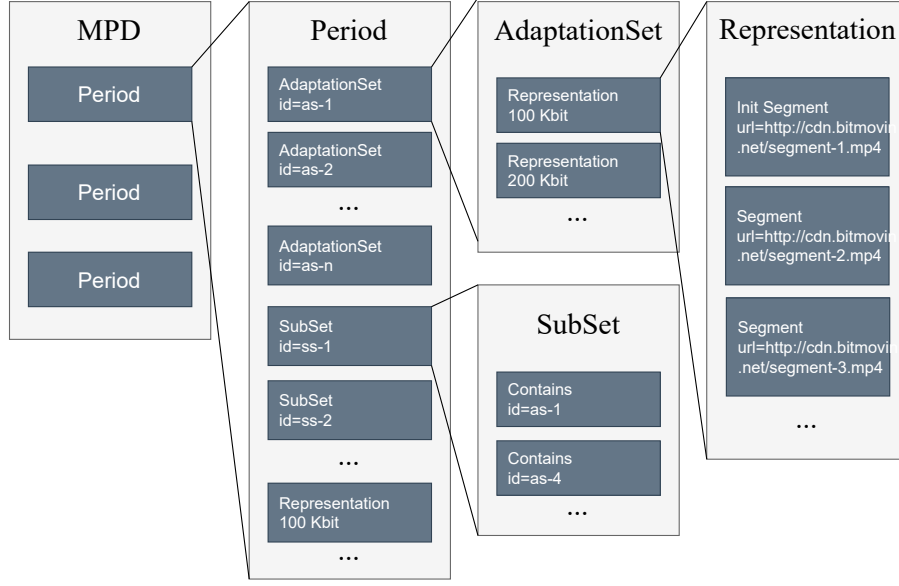 MPD
Period
Period
Period
Period
AdaptationSet
id=as-1
AdaptationSet
id=as-2
...
AdaptationSet
id=as-n
SubSet
id=ss-1
SubSet
id=ss-2
...
Representation
100 Kbit
...
AdaptationSet
Representation
100 Kbit
Representation
200 Kbit
...
SubSet
Contains
id=as-1
Contains
id=as-4
...
Representation
Init Segment
url=http://cdn.bitmovin
.net/segment-1.mp4
Segment
url=http://cdn.bitmovin
.net/segment-2.mp4
Segment
url=http://cdn.bitmovin
.net/segment-3.mp4
...